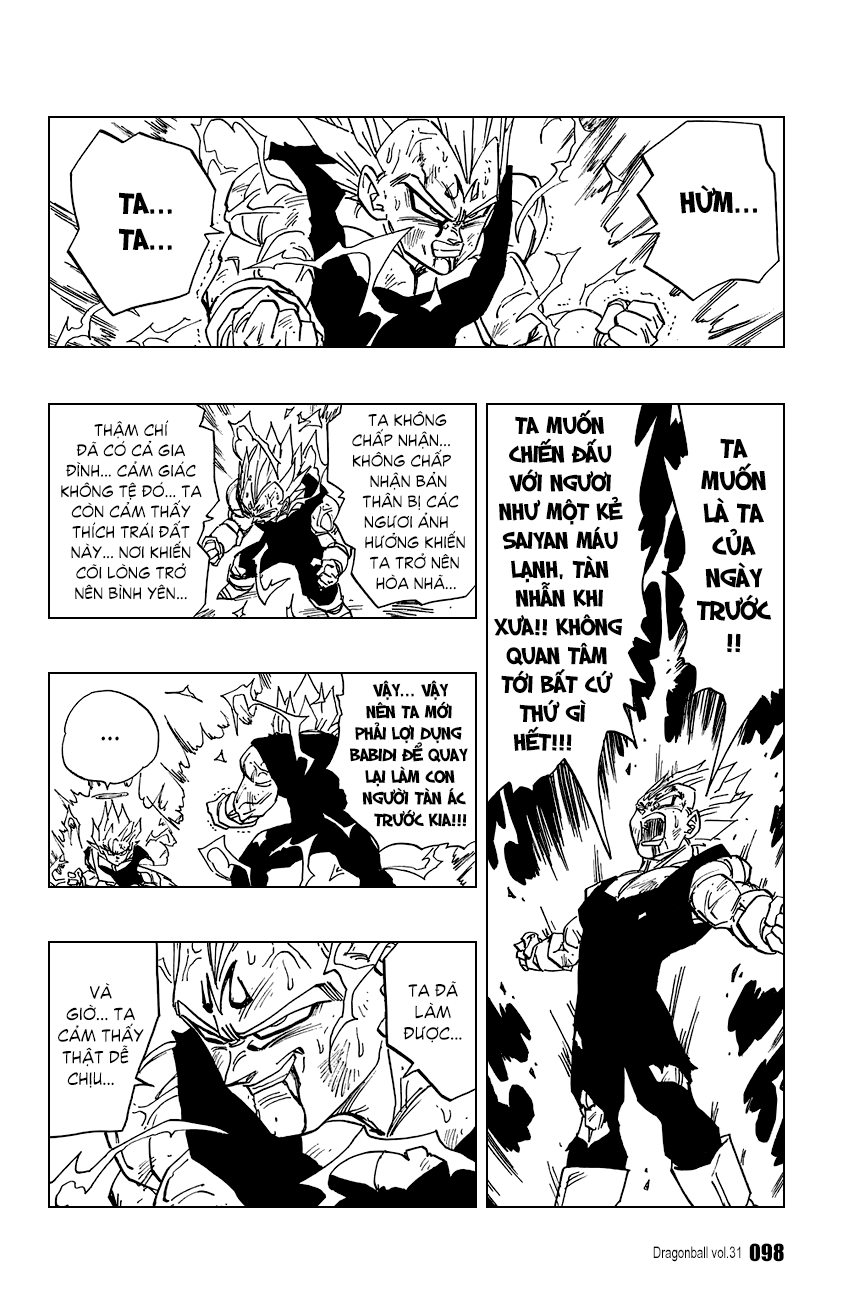 HỪM...
TA...
TA...
TA
MUỐN
LÀ TA
CỦA
NGÀY
TRƯỚC
!!
TA MUỐN
CHIẾN ĐẤU
VỚI NGƯƠI
NHƯ MỘT KẺ
SAIYAN MÁU
LẠNH, TÀN
NHẪN KHI
XƯA!! KHÔNG
QUAN TÂM
TỚI BẤT CỨ
THỨ GÌ
HẾT!!!
TA KHÔNG
CHẤP NHẬN...
KHÔNG CHẤP
NHẬN BẢN
THÂN BỊ CÁC
NGƯƠI ẢNH
HƯỞNG KHIẾN
TA TRỞ NÊN
HÒA NHÃ...
THẬM CHÍ
ĐÃ CÓ CẢ GIA
ĐÌNH... CẢM GIÁC
KHÔNG TỆ ĐÓ... TA
CÒN CẢM THẤY
THÍCH TRÁI ĐẤT
NÀY... NƠI KHIẾN
CÕI LÒNG TRỞ
NÊN BÌNH YÊN...
VẬY... VẬY
NÊN TA MỚI
PHẢI LỢI DỤNG
BABIDI ĐỂ QUAY
LẠI LÀM CON
NGƯỜI TÀN ÁC
TRƯỚC KIA!!!
...
TA ĐÃ
LÀM
ĐƯỢC...
VÀ
GIỜ... TA
CẢM THẤY
THẬT DỄ
CHỊU...
Dragonball vol.31 098